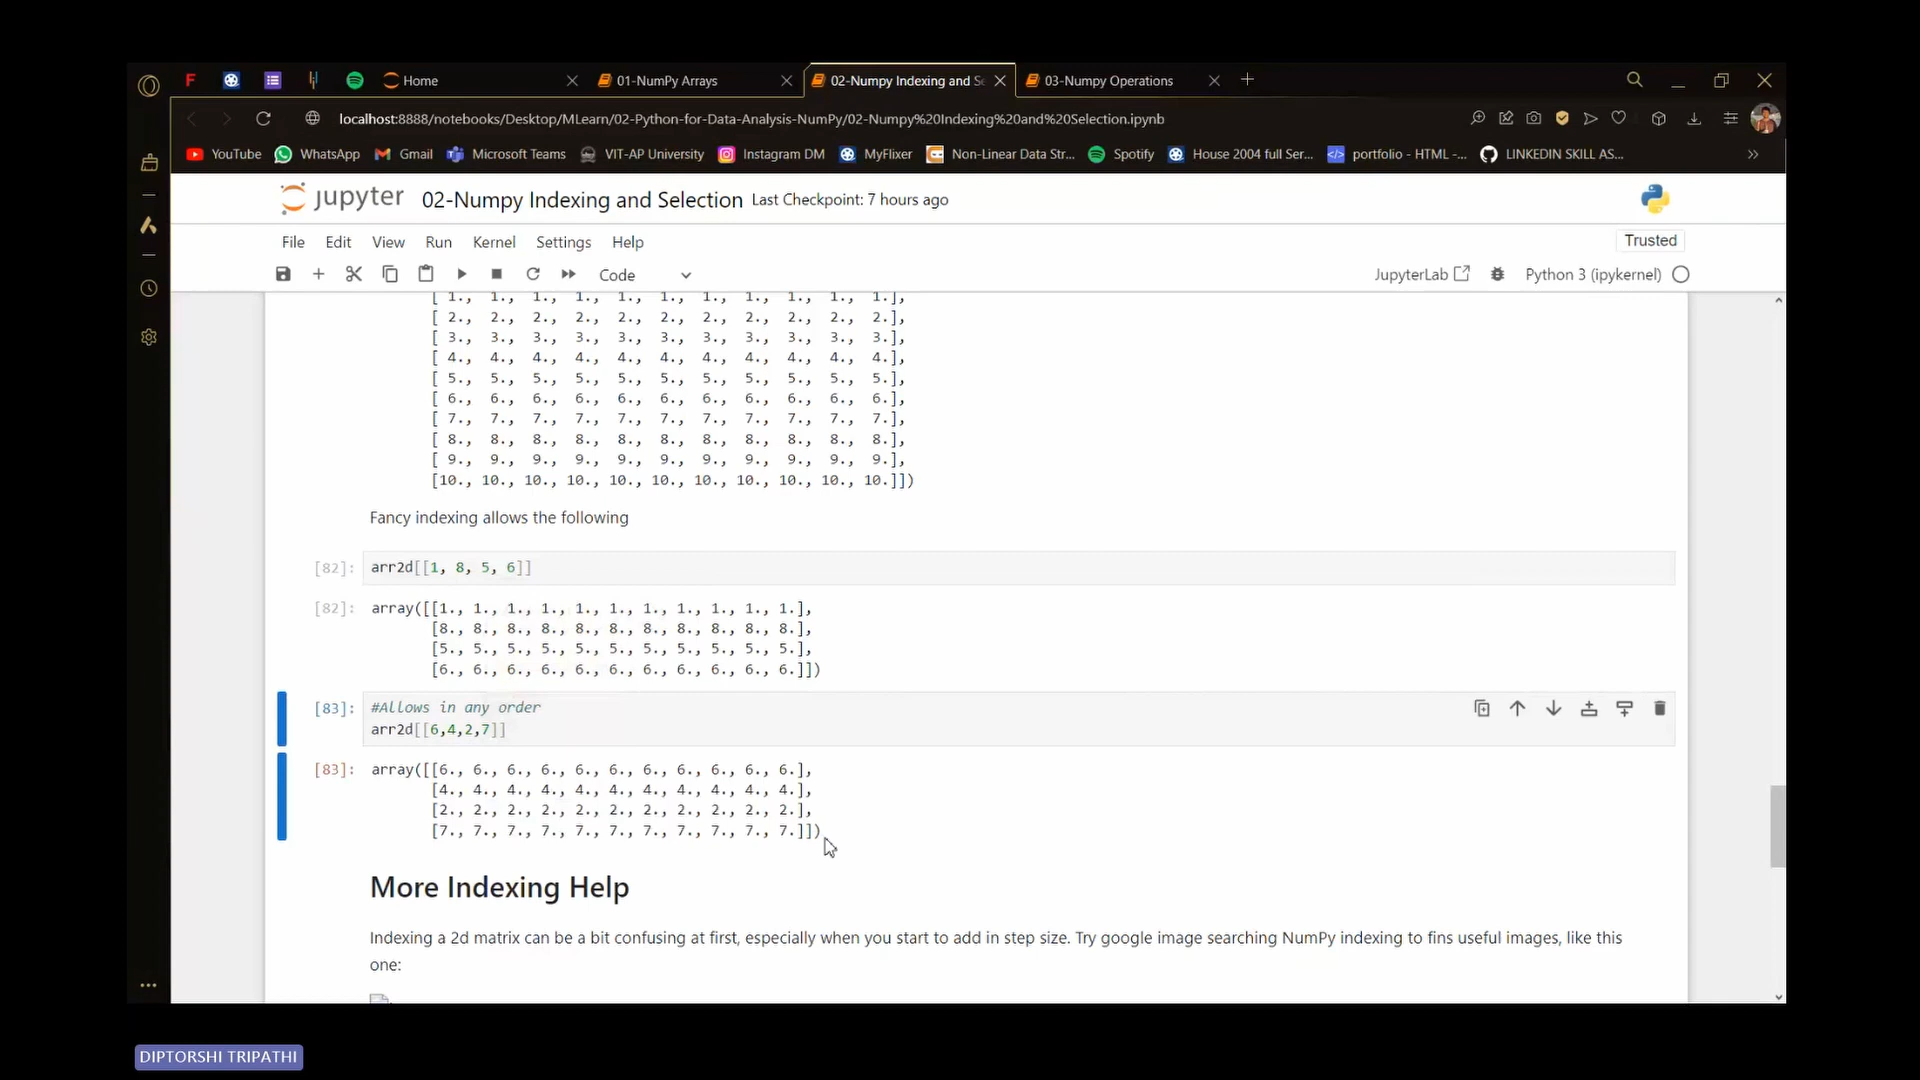 F
Home
01-NumPy Arrays
02-Numpy Indexing and Se
03-Numpy Operations
localhost:8888/notebooks/Desktop/MLearn/02-Python-for-Data-Analysis-NumPy/02-Numpy%20Indexing%20and%20Selection.ipynb
YouTube WhatsApp Gmail Microsoft Teams VIT-AP University Instagram DM MyFlixer Non-Linear Data Str... Spotify House 2004 full Ser... portfolio - HTML -... LINKEDIN SKILL AS...
jupyter 02-Numpy Indexing and Selection Last Checkpoint: 7 hours ago
File Edit View Run Kernel Settings Help
Trusted
Code
JupyterLab
Python 3 (ipykernel)
[ 1., 1., 1., 1., 1., 1., 1., 1., 1., 1., 1.],
[ 2., 2., 2., 2., 2., 2., 2., 2., 2., 2., 2.],
[ 3., 3., 3., 3., 3., 3., 3., 3., 3., 3., 3.],
[ 4., 4., 4., 4., 4., 4., 4., 4., 4., 4., 4.],
[ 5., 5., 5., 5., 5., 5., 5., 5., 5., 5., 5.],
[ 6., 6., 6., 6., 6., 6., 6., 6., 6., 6., 6.],
[ 7., 7., 7., 7., 7., 7., 7., 7., 7., 7., 7.],
[ 8., 8., 8., 8., 8., 8., 8., 8., 8., 8., 8.],
[ 9., 9., 9., 9., 9., 9., 9., 9., 9., 9., 9.],
[10., 10., 10., 10., 10., 10., 10., 10., 10., 10., 10.]])
Fancy indexing allows the following
[82]: arr2d[[1, 8, 5, 6]]
[82]: array([[1., 1., 1., 1., 1., 1., 1., 1., 1., 1., 1.],
[8., 8., 8., 8., 8., 8., 8., 8., 8., 8., 8.],
[5., 5., 5., 5., 5., 5., 5., 5., 5., 5., 5.],
[6., 6., 6., 6., 6., 6., 6., 6., 6., 6., 6.]])
[83]: #Allows in any order
arr2d[[6,4,2,7]]
[83]: array([[6., 6., 6., 6., 6., 6., 6., 6., 6., 6., 6.],
[4., 4., 4., 4., 4., 4., 4., 4., 4., 4., 4.],
[2., 2., 2., 2., 2., 2., 2., 2., 2., 2., 2.],
[7., 7., 7., 7., 7., 7., 7., 7., 7., 7., 7.]])
More Indexing Help
Indexing a 2d matrix can be a bit confusing at first, especially when you start to add in step size. Try google image searching NumPy indexing to fins useful images, like this
one:
DIPTORSHI TRIPATHI